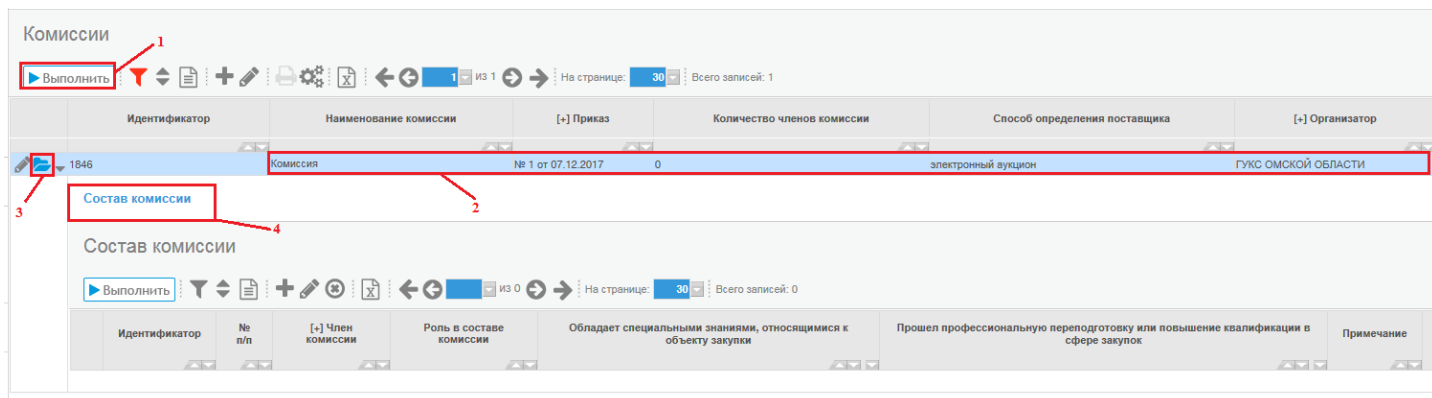 Комиссии
1
Выполнить 1 из 1 На странице: 30 Всего записей: 1
Идентификатор Наименование комиссии [+] Приказ Количество членов комиссии Способ определения поставщика [+] Организатор
1846 Комиссия № 1 от 07.12.2017 0 электронный аукцион ГУКС ОМСКОЙ ОБЛАСТИ
Состав комиссии
3 2
4
Состав комиссии
Выполнить из 0 На странице: 30 Всего записей: 0
Идентификатор № п/п [+] Член комиссии Роль в составе комиссии Обладает специальными знаниями, относящимися к объекту закупки Прошел профессиональную переподготовку или повышение квалификации в сфере закупок Примечание